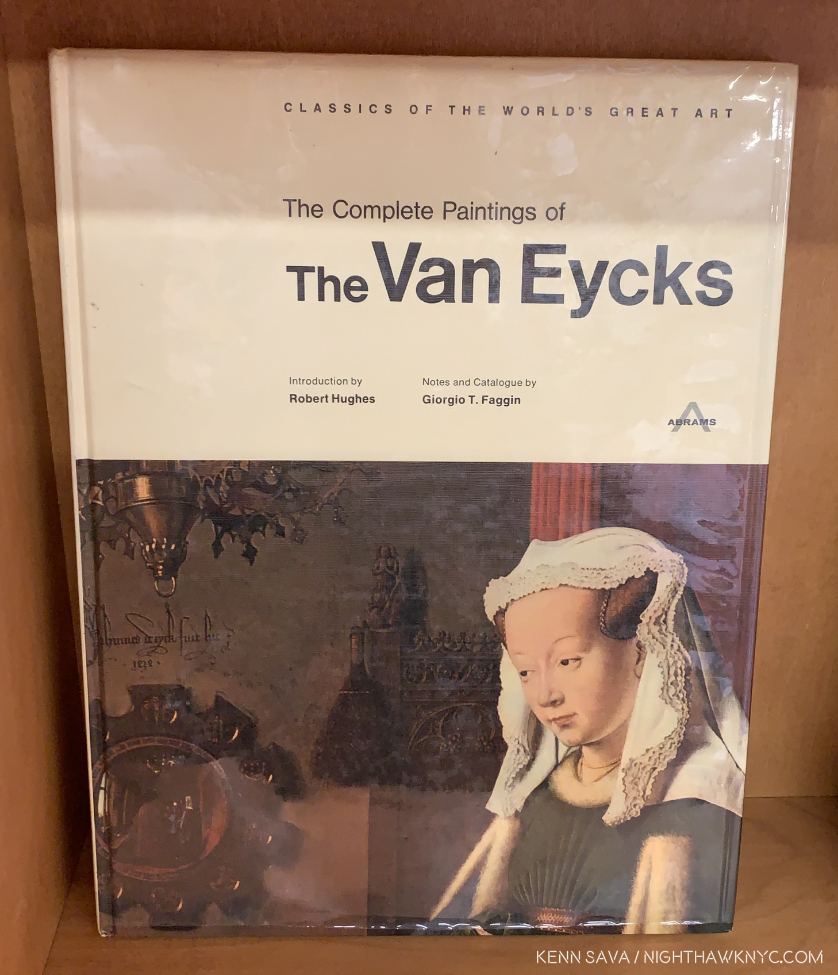 CLASSICS OF THE WORLD'S GREAT ART
The Complete Paintings of
The Van Eycks
Introduction by
Robert Hughes
Notes and Catalogue by
Giorgio T. Faggin
ABRAMS
KENN SAVA / NIGHTHAWKNYC.COM